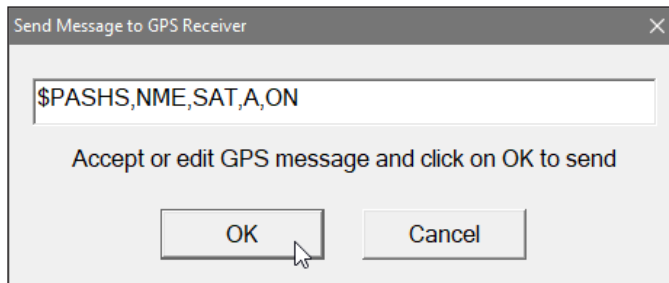 Send Message to GPS Receiver
$PASHS,NME,SAT,A,ON
Accept or edit GPS message and click on OK to send
OK
Cancel